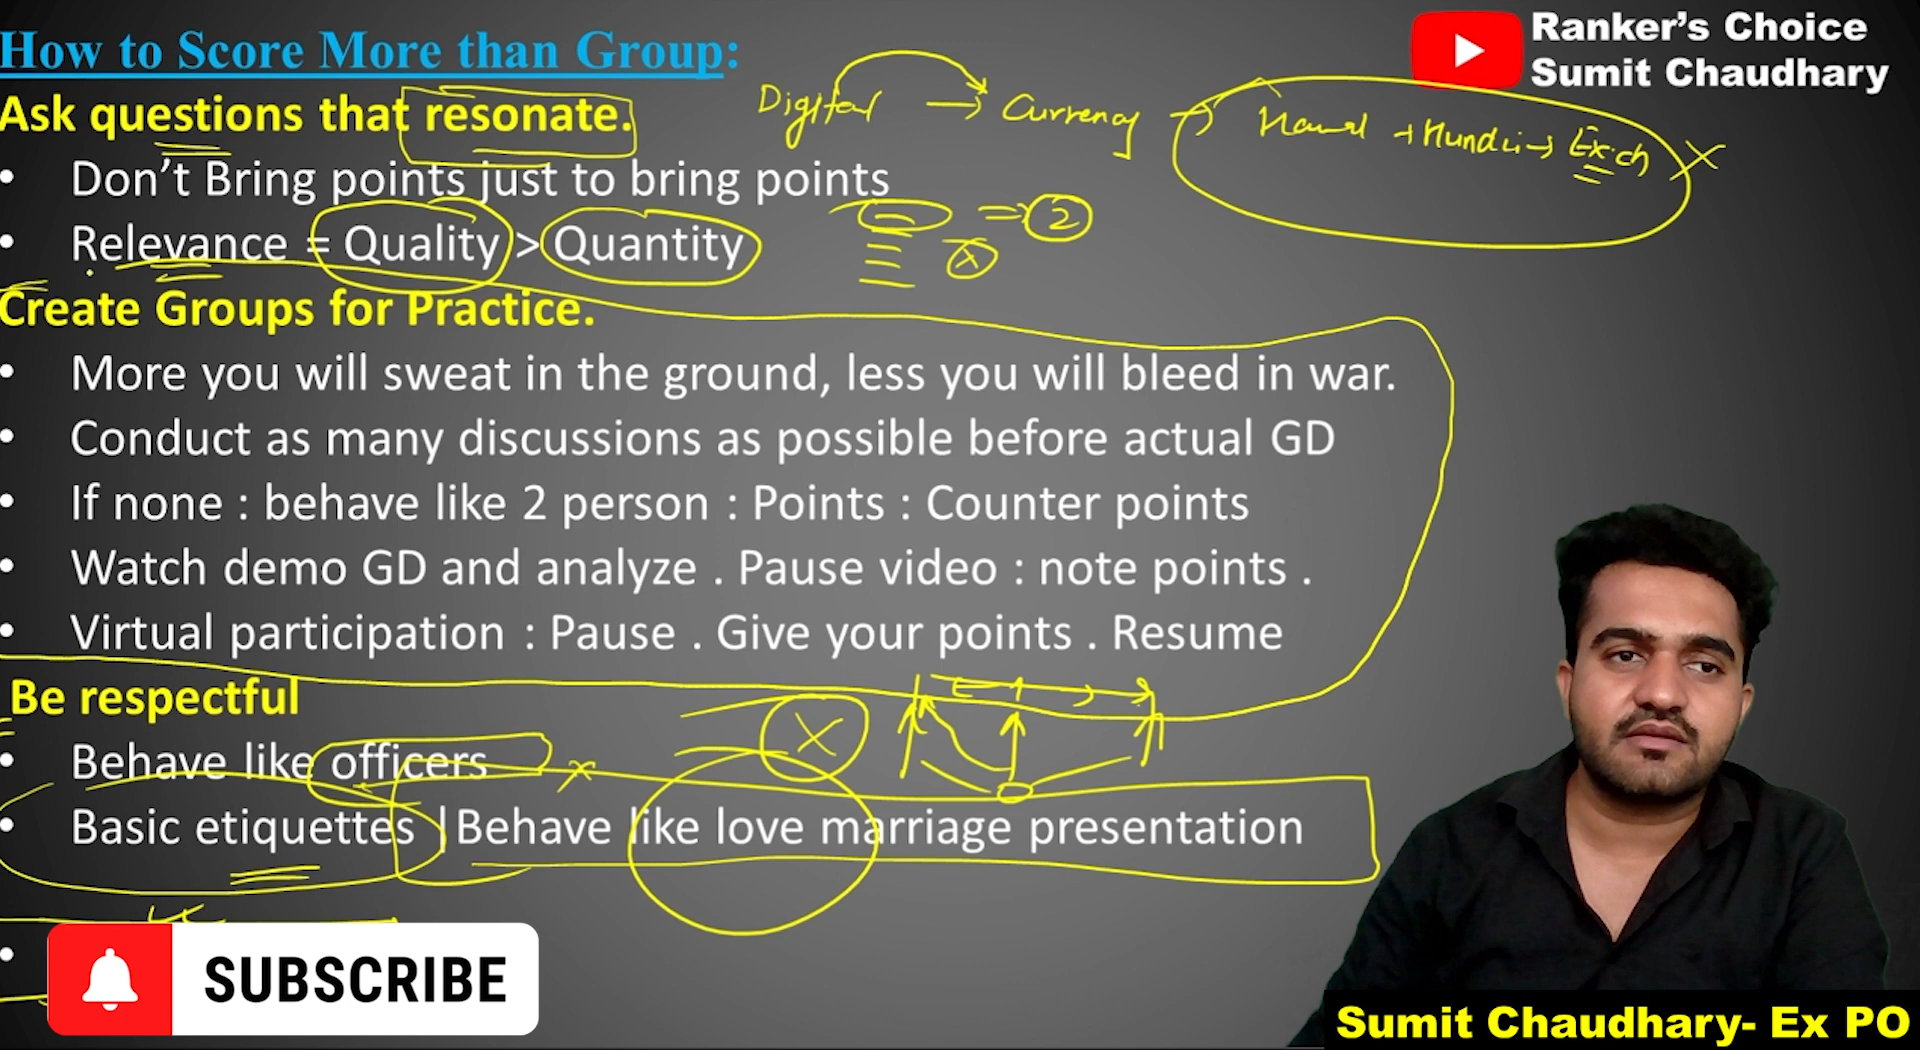 Ranker's Choice
Sumit Chaudhary
How to Score More than Group:
Ask questions that resonate.
Digital → Currency → + Hundi → Ex.ch X
• Don't Bring points just to bring points
• Relevance = Quality > Quantity
⇒ 2
X
Create Groups for Practice.
• More you will sweat in the ground, less you will bleed in war.
• Conduct as many discussions as possible before actual GD
• If none : behave like 2 person : Points : Counter points
• Watch demo GD and analyze . Pause video : note points .
• Virtual participation : Pause . Give your points . Resume
Be respectful
X
• Behave like officers x
• Basic etiquettes | Behave like love marriage presentation
•
SUBSCRIBE
Sumit Chaudhary- Ex PO